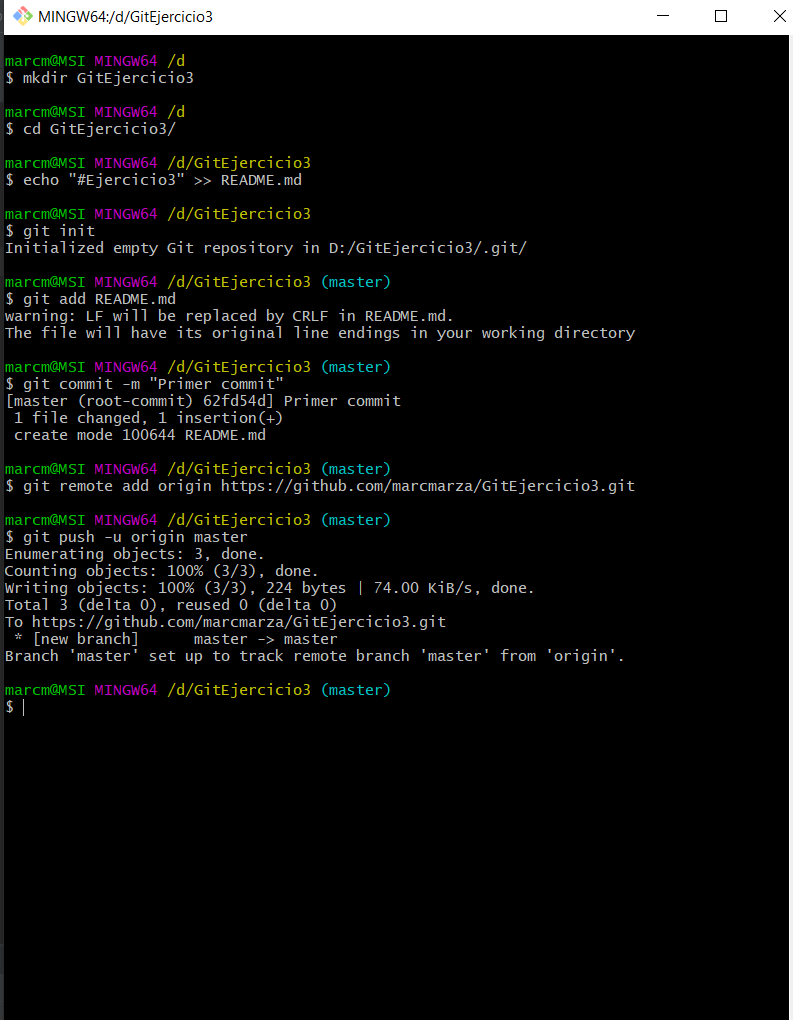 MINGW64:/d/GitEjercicio3
marcm@MSI MINGW64 /d
$ mkdir GitEjercicio3
marcm@MSI MINGW64 /d
$ cd GitEjercicio3/
marcm@MSI MINGW64 /d/GitEjercicio3
$ echo "#Ejercicio3" >> README.md
marcm@MSI MINGW64 /d/GitEjercicio3
$ git init
Initialized empty Git repository in D:/GitEjercicio3/.git/
marcm@MSI MINGW64 /d/GitEjercicio3 (master)
$ git add README.md
warning: LF will be replaced by CRLF in README.md.
The file will have its original line endings in your working directory
marcm@MSI MINGW64 /d/GitEjercicio3 (master)
$ git commit -m "Primer commit"
[master (root-commit) 62fd54d] Primer commit
 1 file changed, 1 insertion(+)
 create mode 100644 README.md
marcm@MSI MINGW64 /d/GitEjercicio3 (master)
$ git remote add origin https://github.com/marcmarza/GitEjercicio3.git
marcm@MSI MINGW64 /d/GitEjercicio3 (master)
$ git push -u origin master
Enumerating objects: 3, done.
Counting objects: 100% (3/3), done.
Writing objects: 100% (3/3), 224 bytes | 74.00 KiB/s, done.
Total 3 (delta 0), reused 0 (delta 0)
To https://github.com/marcmarza/GitEjercicio3.git
 * [new branch]      master -> master
Branch 'master' set up to track remote branch 'master' from 'origin'.
marcm@MSI MINGW64 /d/GitEjercicio3 (master)
$